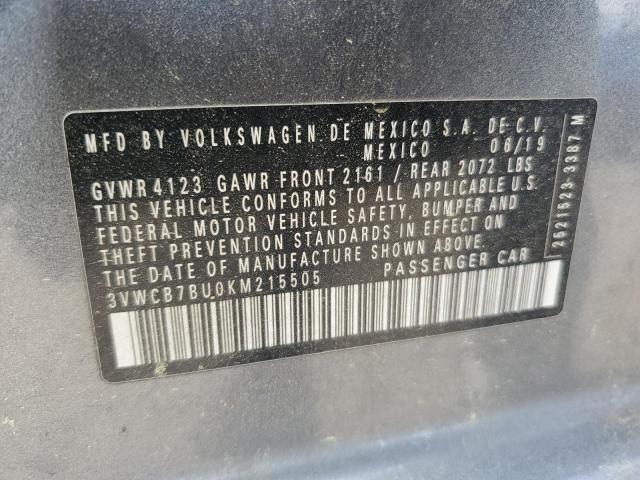 MFD BY VOLKSWAGEN DE MEXICO S.A. DE C.V.
MEXICO 06/19
GVWR 4123 GAWR FRONT 2161 / REAR 2072 LBS
THIS VEHICLE CONFORMS TO ALL APPLICABLE U.S.
FEDERAL MOTOR VEHICLE SAFETY, BUMPER AND
THEFT PREVENTION STANDARDS IN EFFECT ON
THE DATE OF MANUFACTURE SHOWN ABOVE.
3VWCB7BU0KM215505 PASSENGER CAR
2521523 3387 M